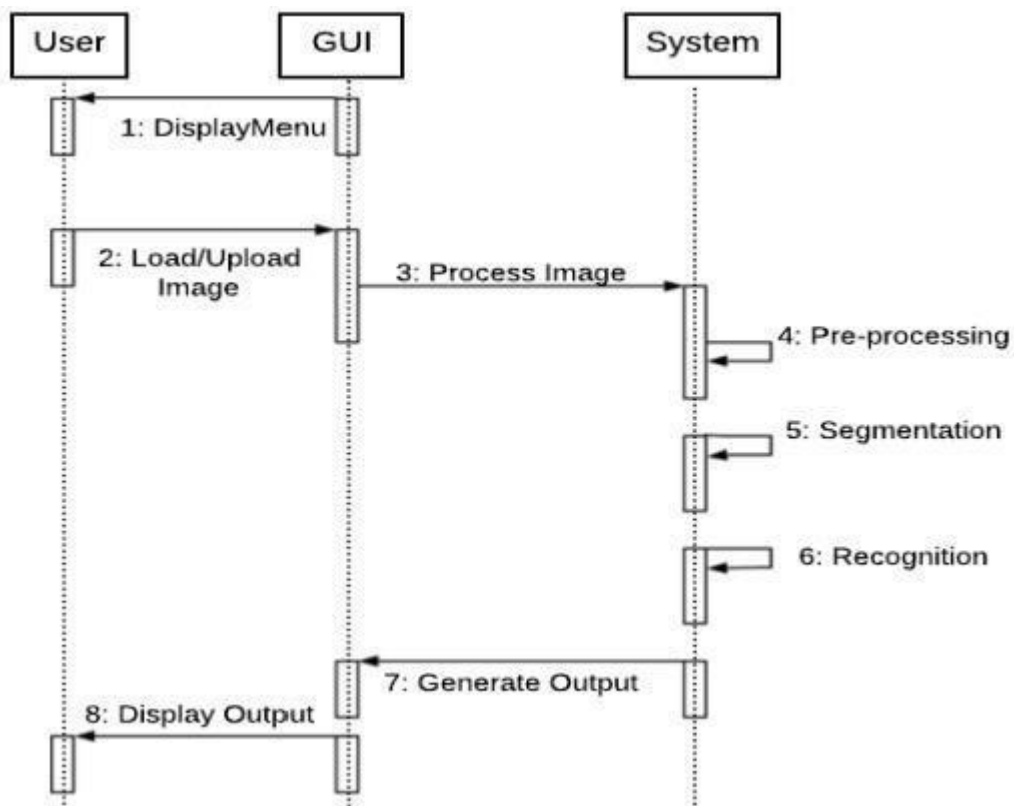 User
GUI
System
1: DisplayMenu
2: Load/Upload
Image
3: Process Image
4: Pre-processing
5: Segmentation
6: Recognition
7: Generate Output
8: Display Output